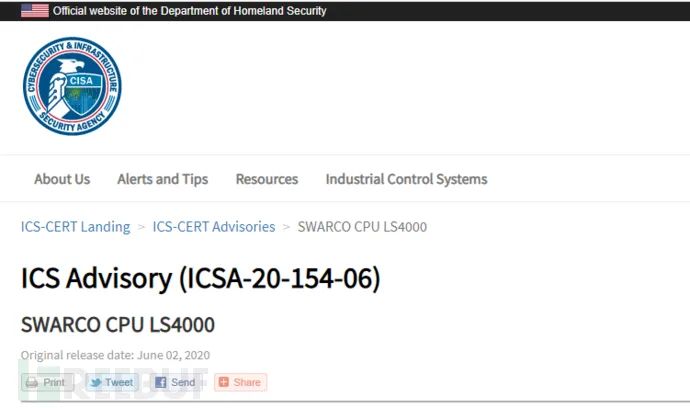 Official website of the Department of Homeland Security
CYBERSECURITY & INFRASTRUCTURE
CISA
SECURITY AGENCY
About Us Alerts and Tips Resources Industrial Control Systems
ICS-CERT Landing > ICS-CERT Advisories > SWARCO CPU LS4000
ICS Advisory (ICSA-20-154-06)
SWARCO CPU LS4000
Original release date: June 02, 2020
Print Tweet Send Share
FREEBUF